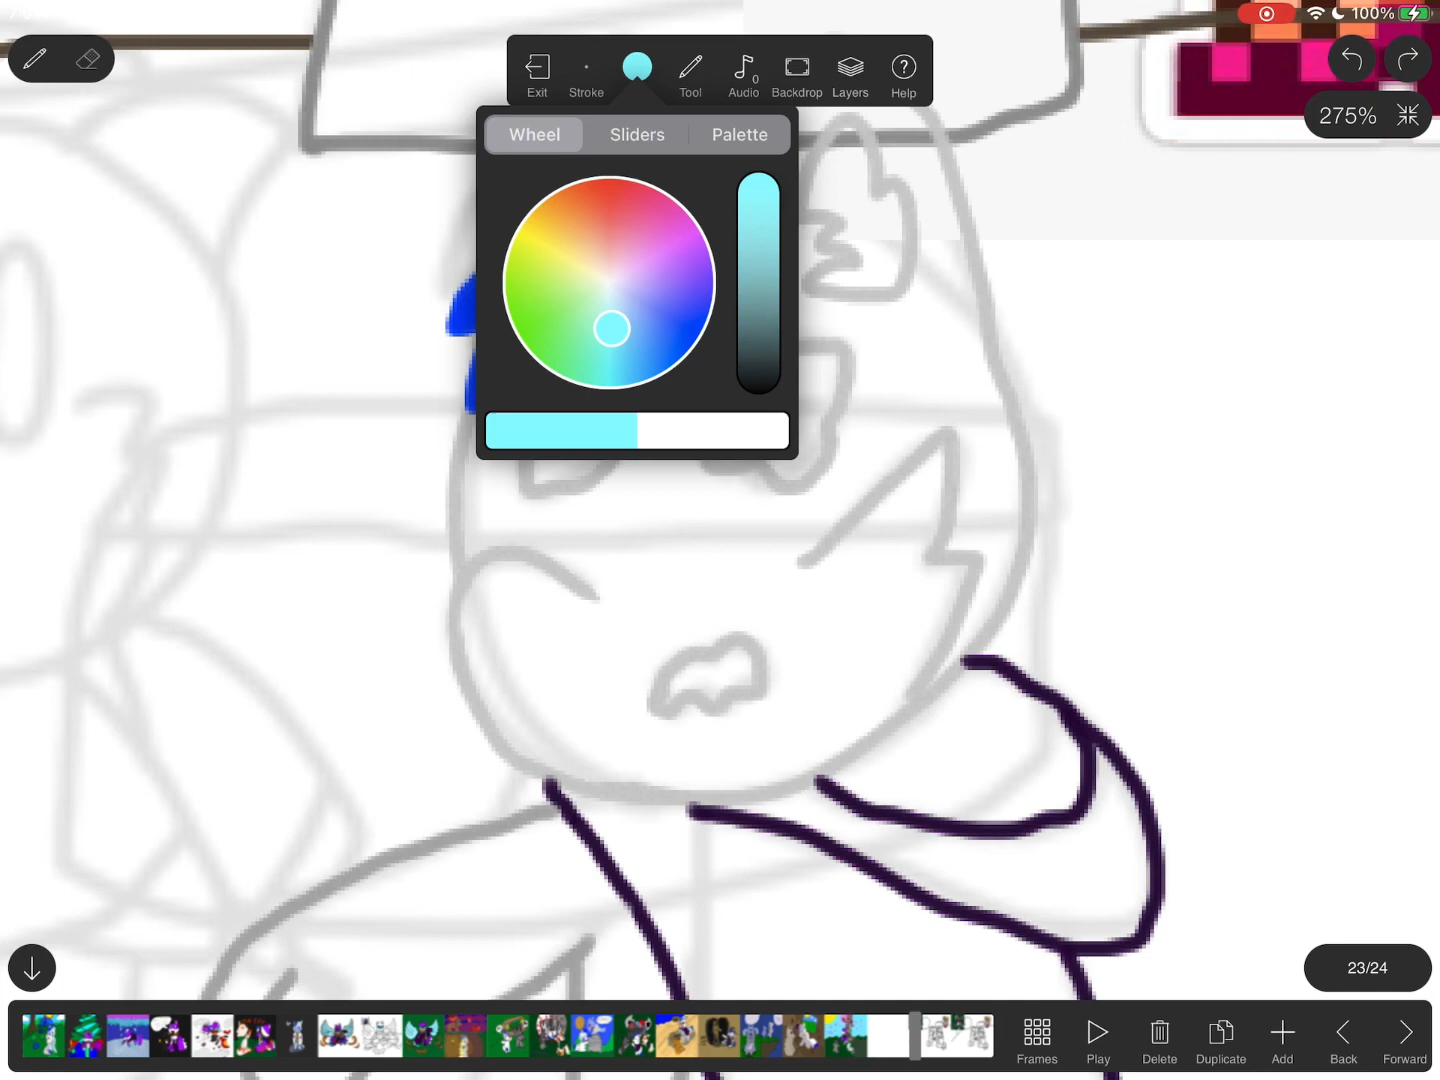 100%
Exit Stroke Tool Audio 0 Backdrop Layers Help
275%
Wheel Sliders Palette
23/24
Frames Play Delete Duplicate Add Back Forward